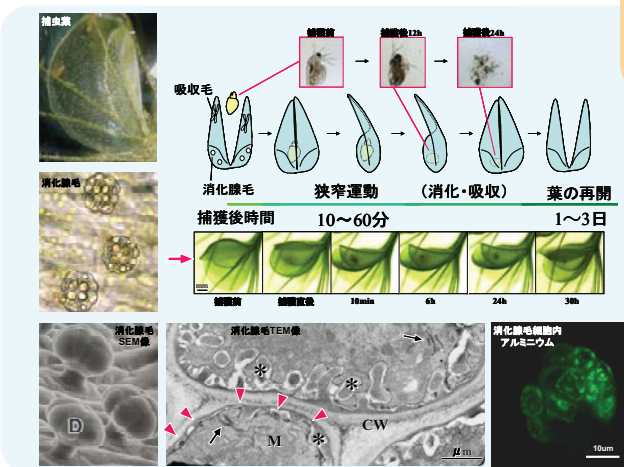 捕虫葉
捕獲前
捕獲後12h
捕獲後24h
吸収毛
消化腺毛
消化腺毛
狭窄運動
(消化・吸収)
葉の再開
捕獲後時間
10〜60分
1〜3日
捕獲前
捕獲直後
10min
6h
24h
30h
消化腺毛
SEM像
D
消化腺毛TEM像
*
*
*
CW
M
μm
消化腺毛細胞内
アルミニウム
10um